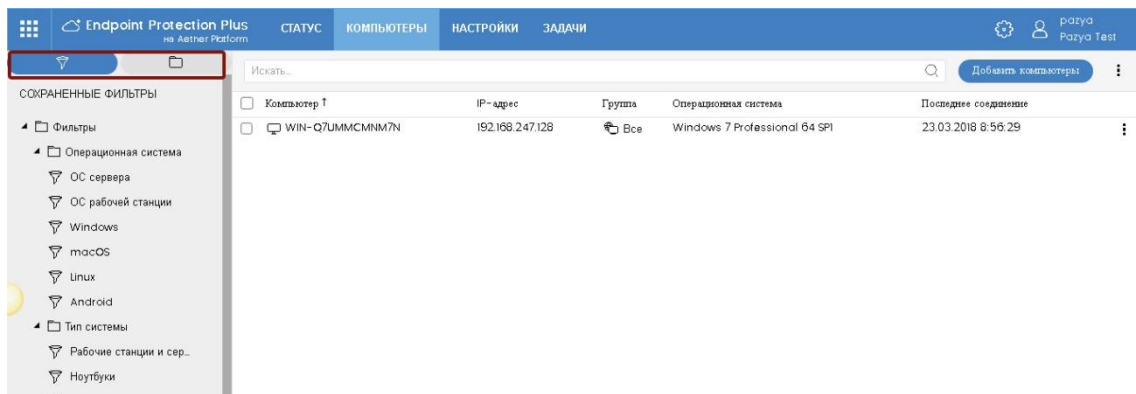 Endpoint Protection Plus
на Aether Platform
СТАТУС КОМПЬЮТЕРЫ НАСТРОЙКИ ЗАДАЧИ
pazya
Pazya Test
Искать...
Добавить компьютеры
СОХРАНЕННЫЕ ФИЛЬТРЫ
Компьютер ↑ IP-адрес Группа Операционная система Последнее соединение
WIN-Q7UMMCMNM7N 192.168.247.128 Все Windows 7 Professional 64 SP1 23.03.2018 8:56:29
Фильтры
Операционная система
ОС сервера
ОС рабочей станции
Windows
macOS
Linux
Android
Тип системы
Рабочие станции и сер...
Ноутбуки